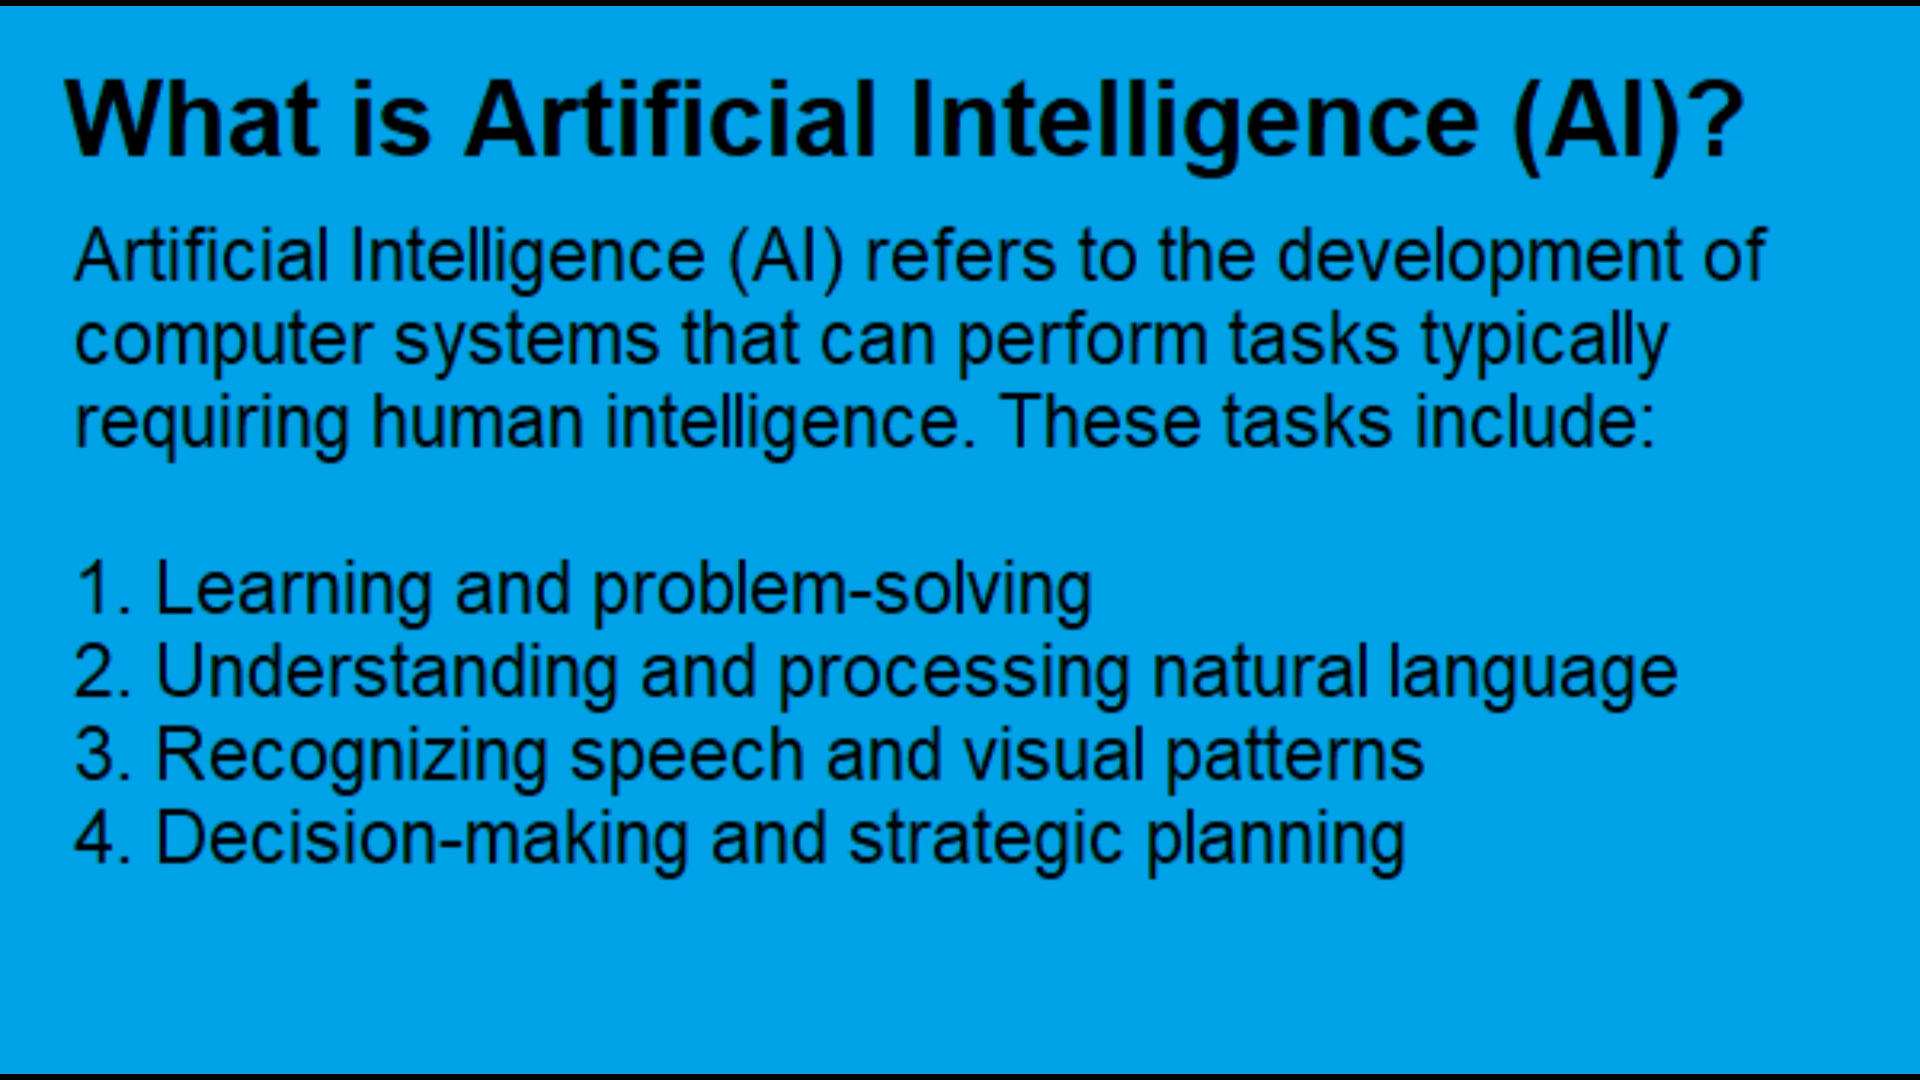 What is Artificial Intelligence (AI)?
Artificial Intelligence (AI) refers to the development of
computer systems that can perform tasks typically
requiring human intelligence. These tasks include:
1. Learning and problem-solving
2. Understanding and processing natural language
3. Recognizing speech and visual patterns
4. Decision-making and strategic planning